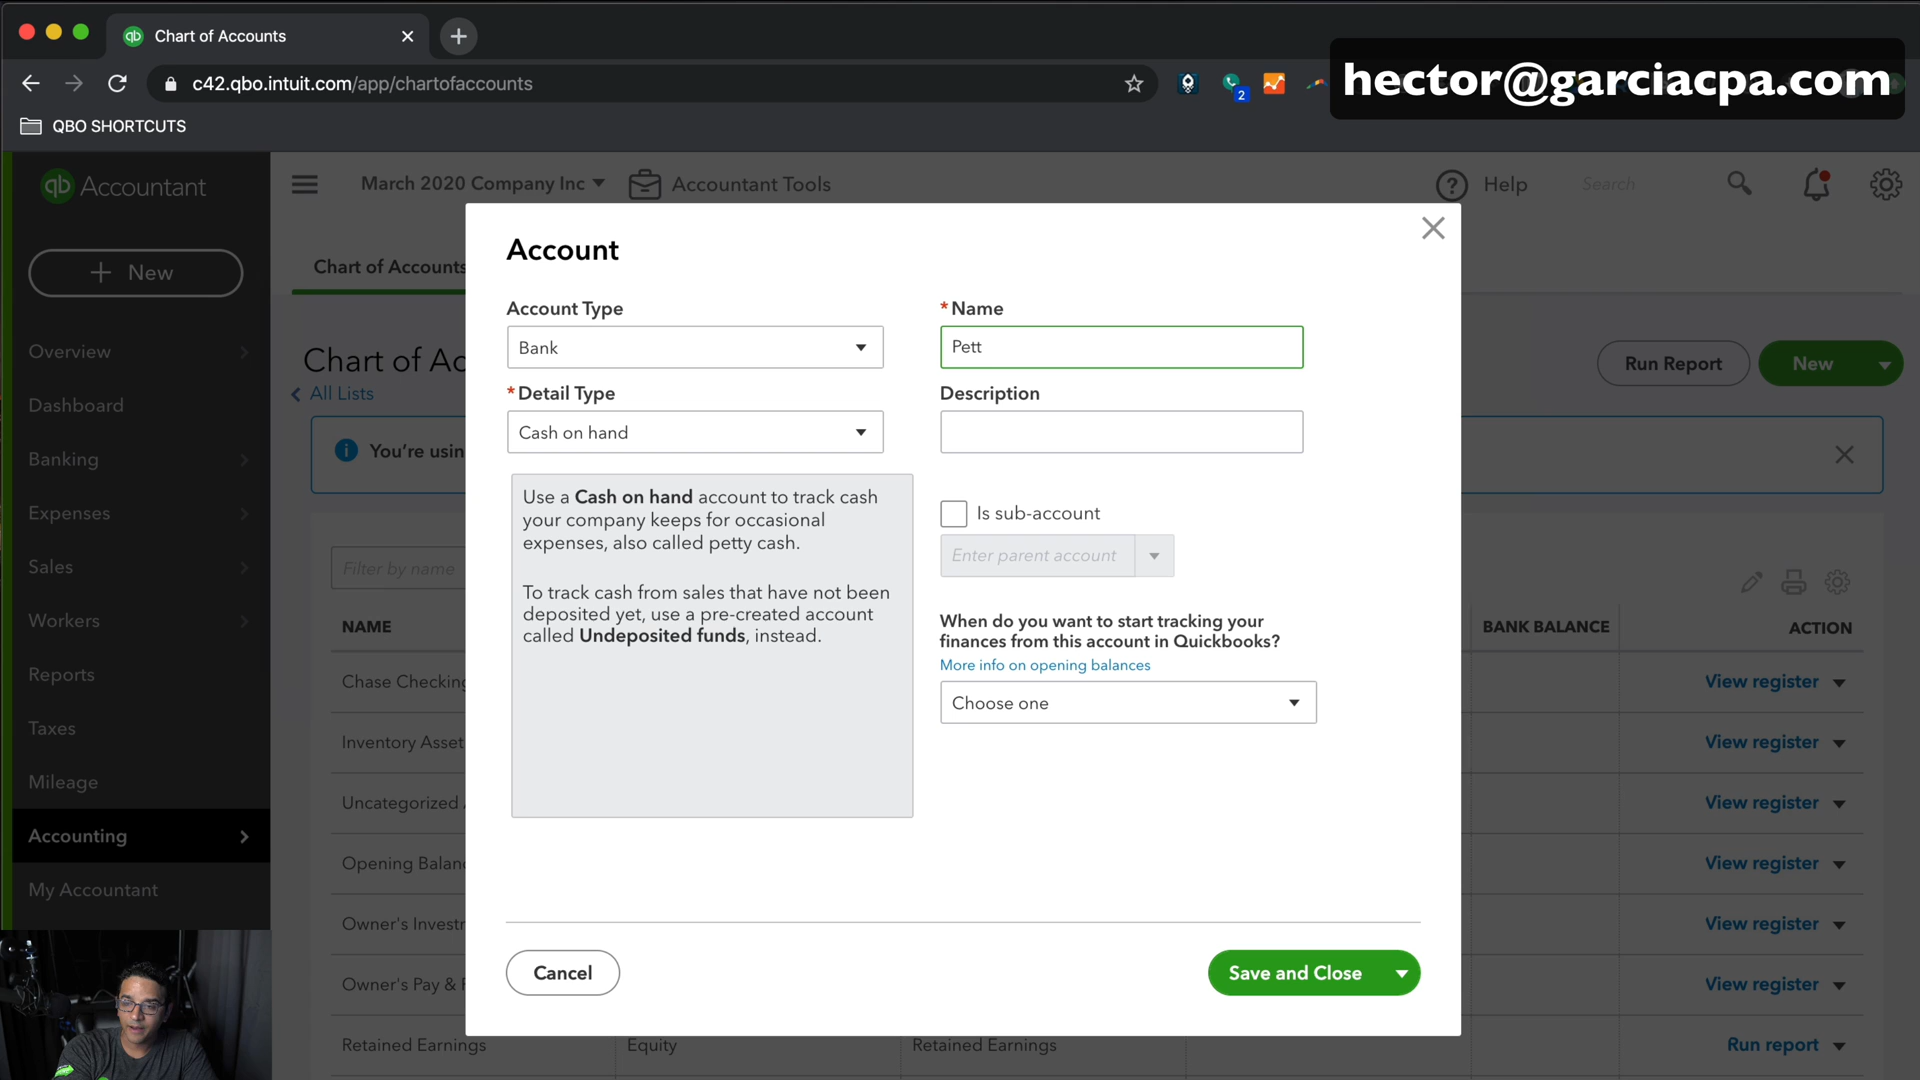 Chart of Accounts
hector@garciacpa.com
c42.qbo.intuit.com/app/chartofaccounts
2
QBO SHORTCUTS
qb Accountant
March 2020 Company Inc
Accountant Tools
Help
Search
New
Chart of Accounts
Account
Account Type
* Name
Bank
Pett
* Detail Type
Description
Cash on hand
Use a Cash on hand account to track cash
your company keeps for occasional
expenses, also called petty cash.
To track cash from sales that have not been
deposited yet, use a pre-created account
called Undeposited funds, instead.
Is sub-account
Enter parent account
When do you want to start tracking your
finances from this account in Quickbooks?
More info on opening balances
Choose one
Cancel
Save and Close
Overview
Dashboard
Banking
Expenses
Sales
Workers
Reports
Taxes
Mileage
Accounting
My Accountant
Chart of Ac
All Lists
Run Report
New
You're usin
Filter by name
NAME
BANK BALANCE
ACTION
Chase Checking
View register
Inventory Asset
View register
Uncategorized
View register
Opening Balan
View register
Owner's Invest
View register
Owner's Pay &
View register
Retained Earnings
Equity
Retained Earnings
Run report